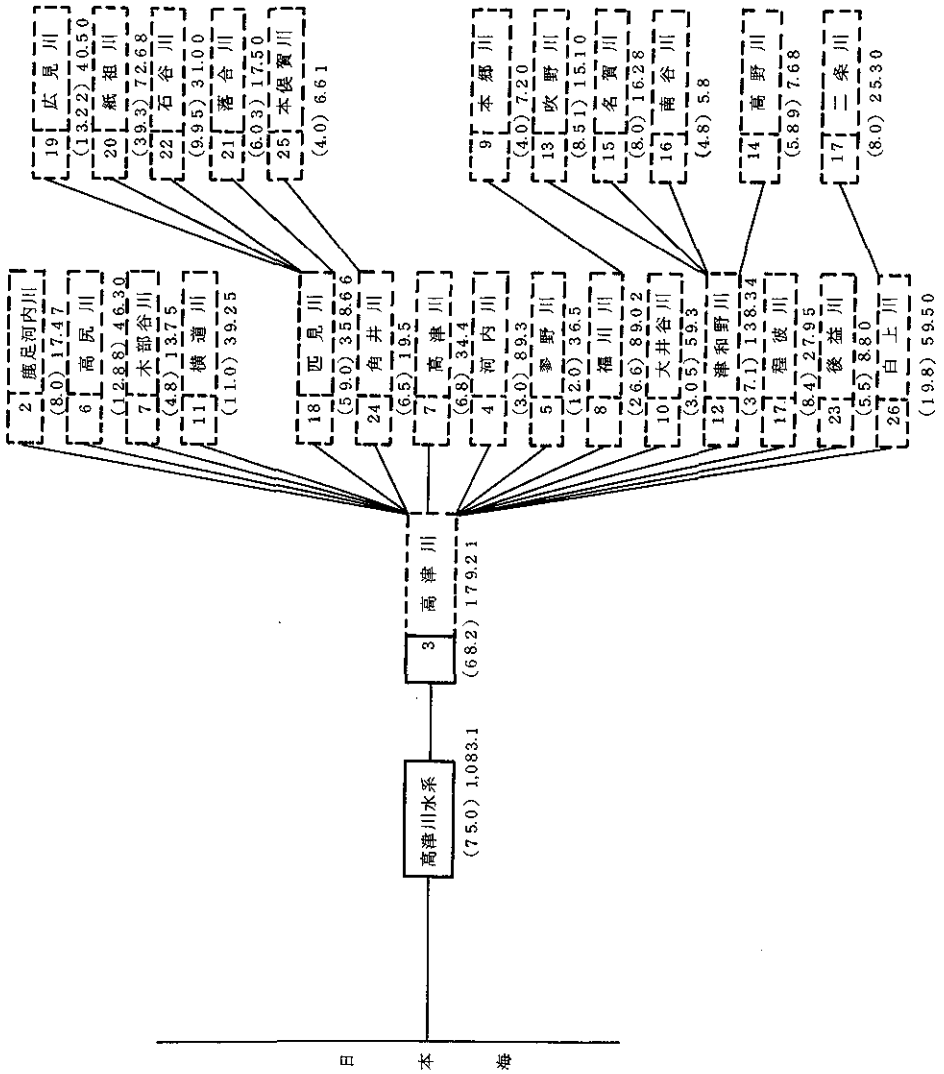 日本海
高津川水系
(75.0) 1,083.1
3 高津川
(68.2) 179.21
2 鹿足河内川
(8.0) 17.47
6 高尻川
(12.88) 46.30
7 木部谷川
(4.8) 13.75
11 横道川
(11.0) 39.25
18 匹見川
(59.0) 358.66
24 角井川
(6.5) 19.5
7 高津川
(6.8) 34.4
4 河内川
(3.0) 89.3
5 蓼野川
(12.0) 36.5
8 福川川
(26.6) 89.02
10 大井谷川
(3.05) 59.3
12 津和野川
(37.1) 138.34
17 程彼川
(8.4) 27.95
23 後益川
(5.5) 8.80
26 白上川
(19.8) 59.50
19 広見川
(13.22) 40.50
20 紙祖川
(39.3) 72.68
22 石谷川
(9.95) 31.00
21 落合川
(6.03) 17.50
25 本俣賀川
(4.0) 6.61
9 本郷川
(4.0) 7.20
13 吹野川
(8.51) 15.10
15 名賀川
(8.0) 16.28
16 南谷川
(4.8) 5.8
14 高野川
(5.89) 7.68
17 二条川
(8.0) 25.30